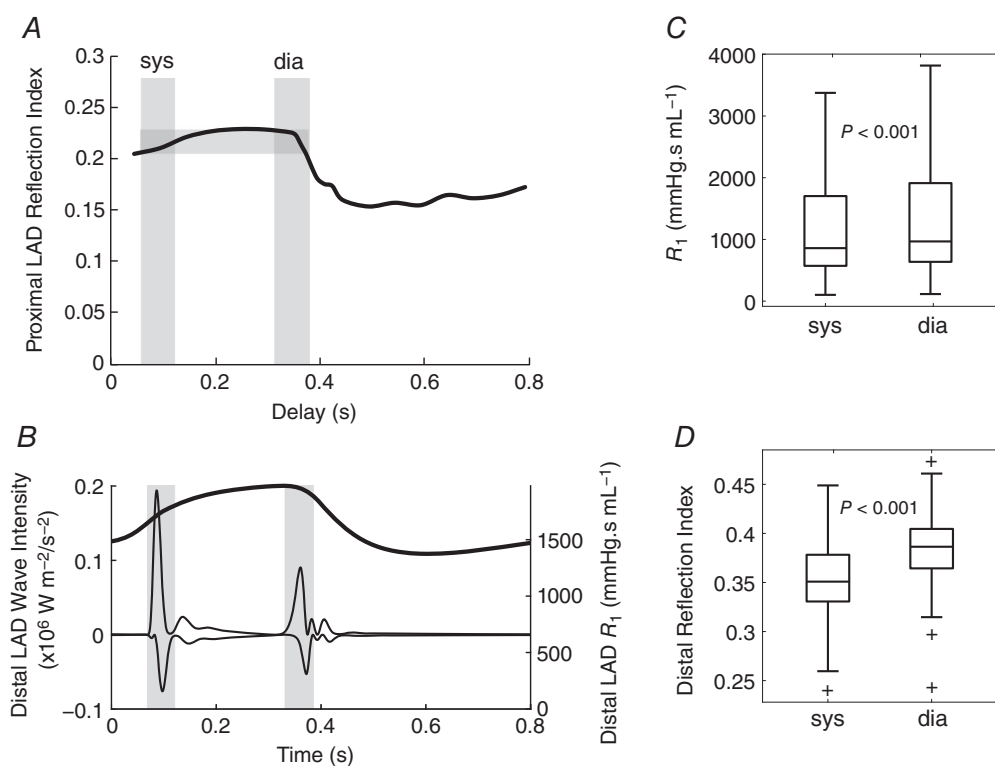 A
sys
dia
0.3
0.25
0.2
0.15
0.1
0.05
0
Proximal LAD Reflection Index
0
0.2
0.4
0.6
0.8
Delay (s)
B
0.2
0.1
0
−0.1
Distal LAD Wave Intensity
(x10⁶ W m⁻²/s⁻²)
1500
1000
500
0
Distal LAD R₁ (mmHg.s mL⁻¹)
0
0.2
0.4
0.6
0.8
Time (s)
C
4000
3000
2000
1000
0
R₁ (mmHg.s mL⁻¹)
P < 0.001
sys
dia
D
0.45
0.4
0.35
0.3
0.25
Distal Reflection Index
P < 0.001
sys
dia